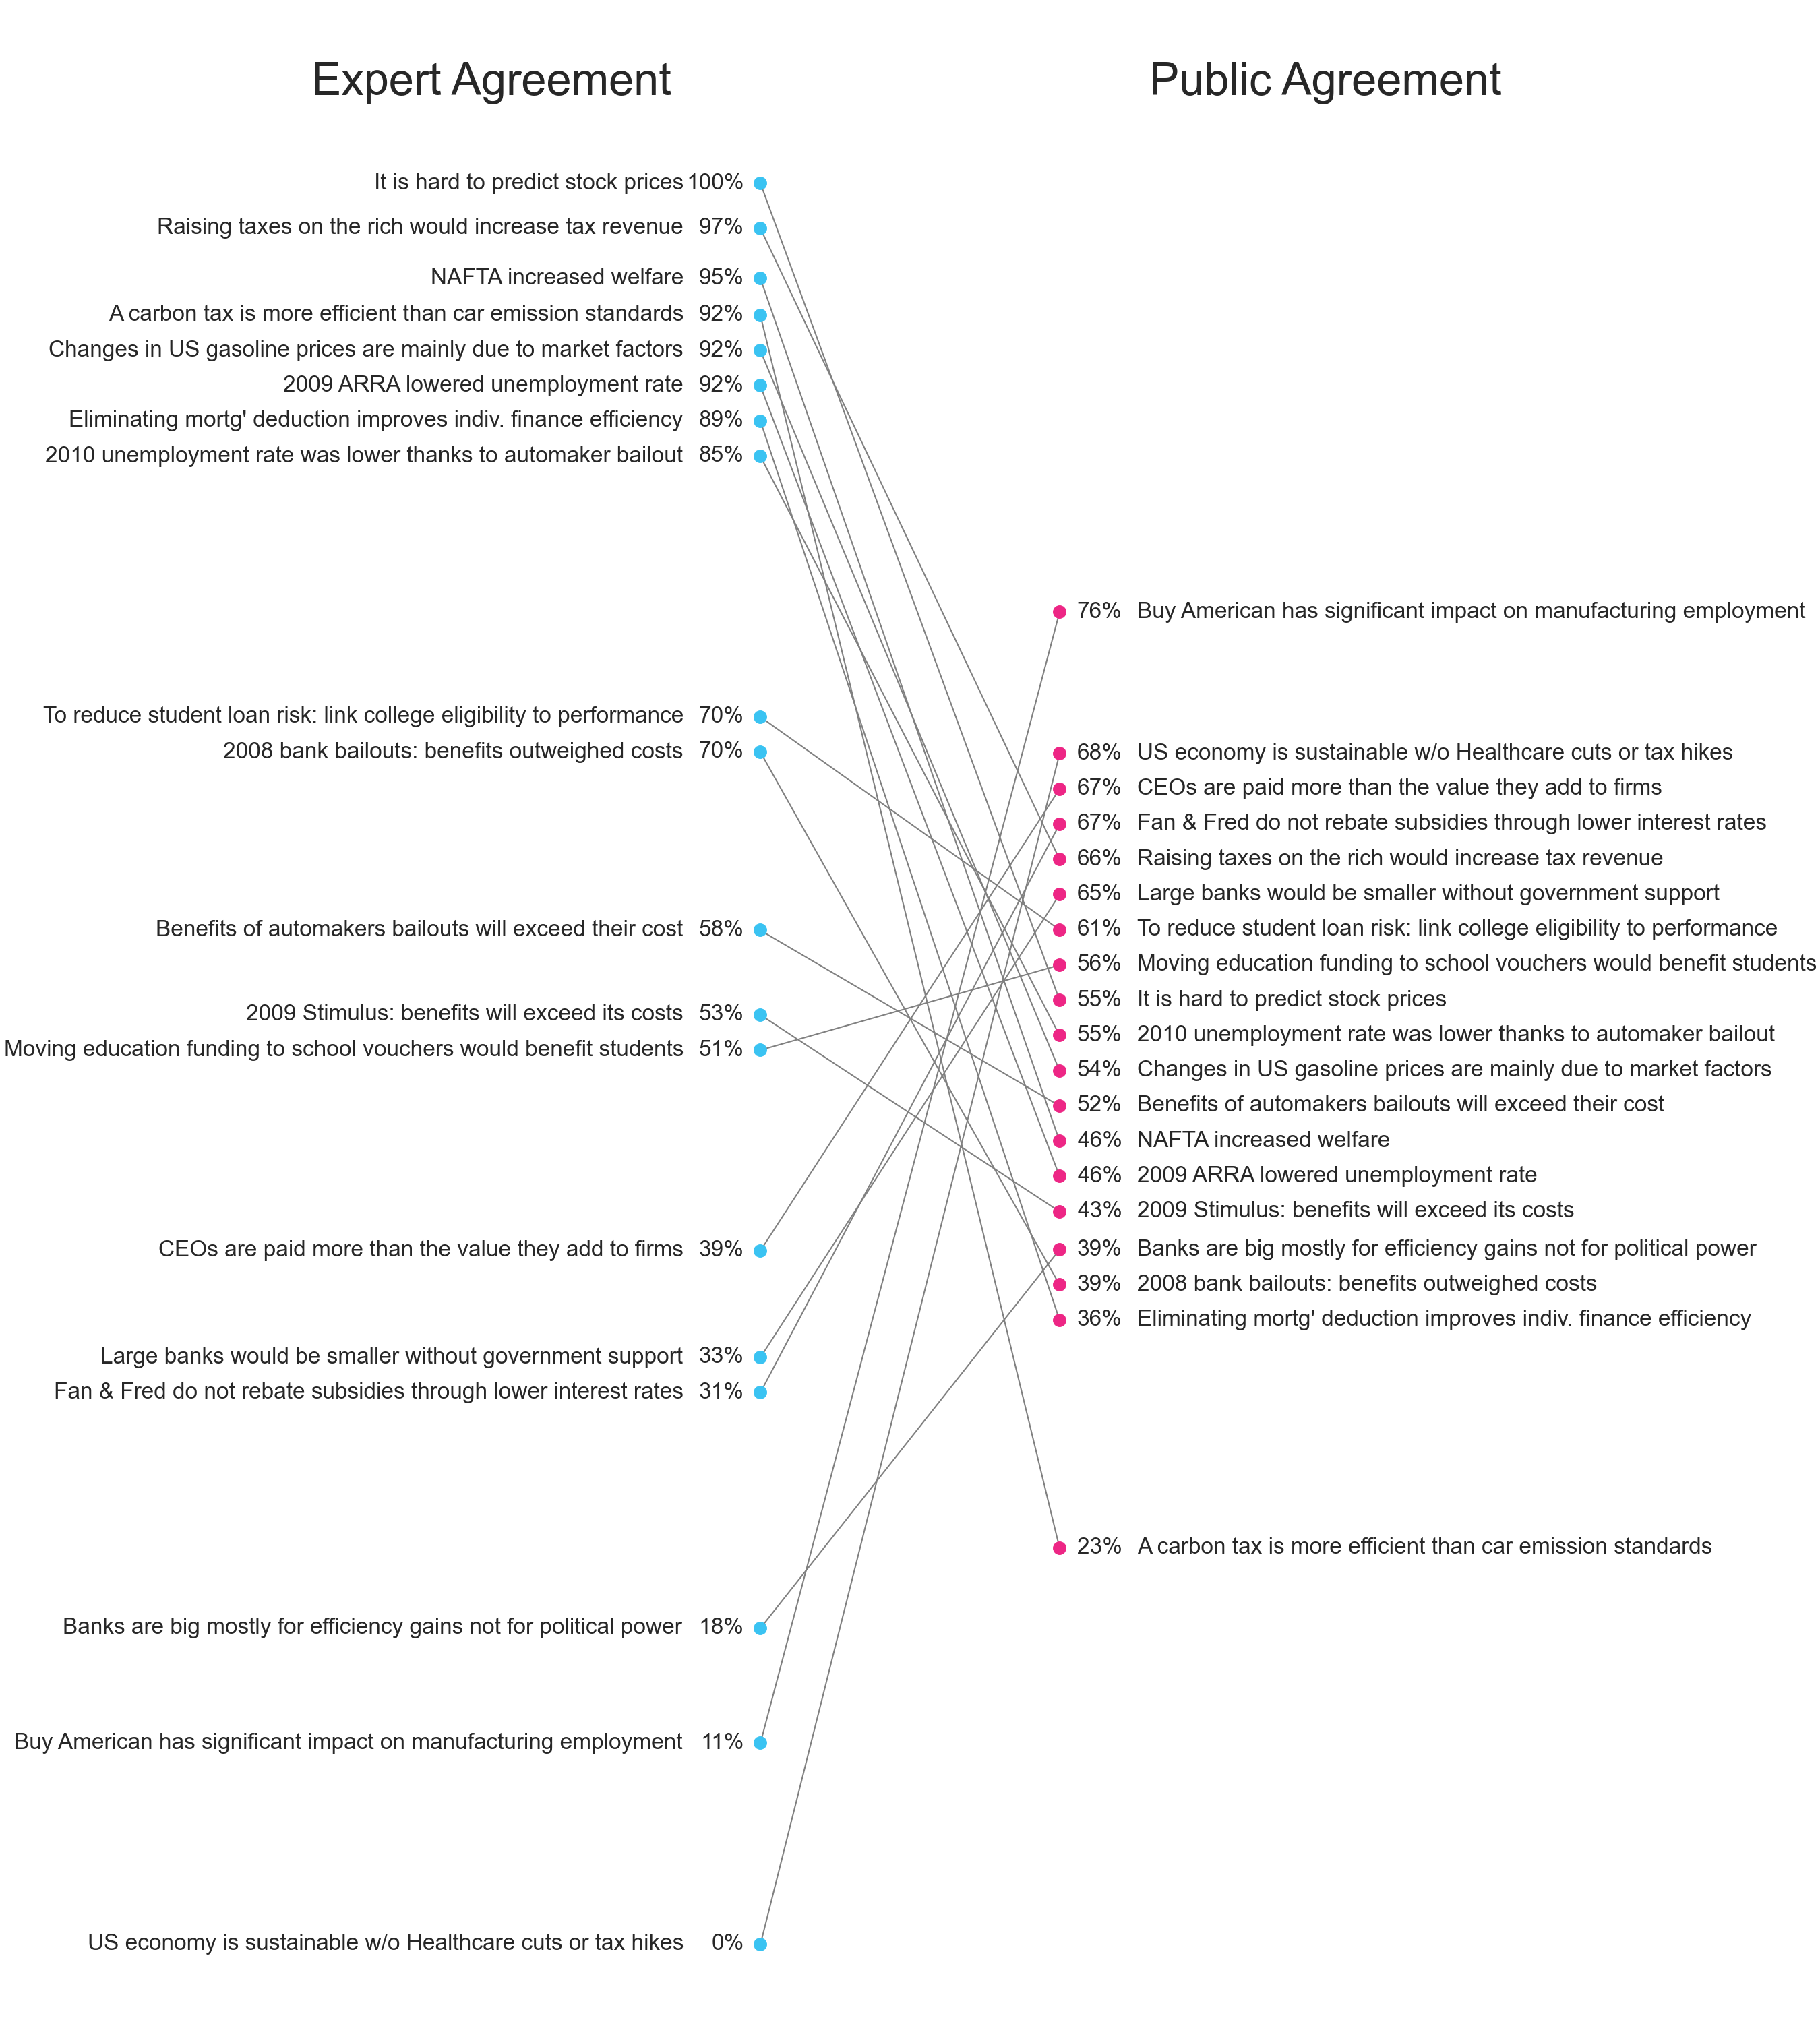 Expert Agreement
It is hard to predict stock prices 100%
Raising taxes on the rich would increase tax revenue 97%
NAFTA increased welfare 95%
A carbon tax is more efficient than car emission standards 92%
Changes in US gasoline prices are mainly due to market factors 92%
2009 ARRA lowered unemployment rate 92%
Eliminating mortg' deduction improves indiv. finance efficiency 89%
2010 unemployment rate was lower thanks to automaker bailout 85%
To reduce student loan risk: link college eligibility to performance 70%
2008 bank bailouts: benefits outweighed costs 70%
Benefits of automakers bailouts will exceed their cost 58%
2009 Stimulus: benefits will exceed its costs 53%
Moving education funding to school vouchers would benefit students 51%
CEOs are paid more than the value they add to firms 39%
Large banks would be smaller without government support 33%
Fan & Fred do not rebate subsidies through lower interest rates 31%
Banks are big mostly for efficiency gains not for political power 18%
Buy American has significant impact on manufacturing employment 11%
US economy is sustainable w/o Healthcare cuts or tax hikes 0%
Public Agreement
76% Buy American has significant impact on manufacturing employment
68% US economy is sustainable w/o Healthcare cuts or tax hikes
67% CEOs are paid more than the value they add to firms
67% Fan & Fred do not rebate subsidies through lower interest rates
66% Raising taxes on the rich would increase tax revenue
65% Large banks would be smaller without government support
61% To reduce student loan risk: link college eligibility to performance
56% Moving education funding to school vouchers would benefit students
55% It is hard to predict stock prices
55% 2010 unemployment rate was lower thanks to automaker bailout
54% Changes in US gasoline prices are mainly due to market factors
52% Benefits of automakers bailouts will exceed their cost
46% NAFTA increased welfare
46% 2009 ARRA lowered unemployment rate
43% 2009 Stimulus: benefits will exceed its costs
39% Banks are big mostly for efficiency gains not for political power
39% 2008 bank bailouts: benefits outweighed costs
36% Eliminating mortg' deduction improves indiv. finance efficiency
23% A carbon tax is more efficient than car emission standards